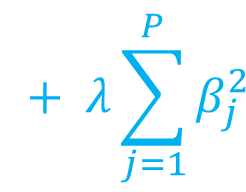 + λ ∑_{j=1}^{P} β_j^2